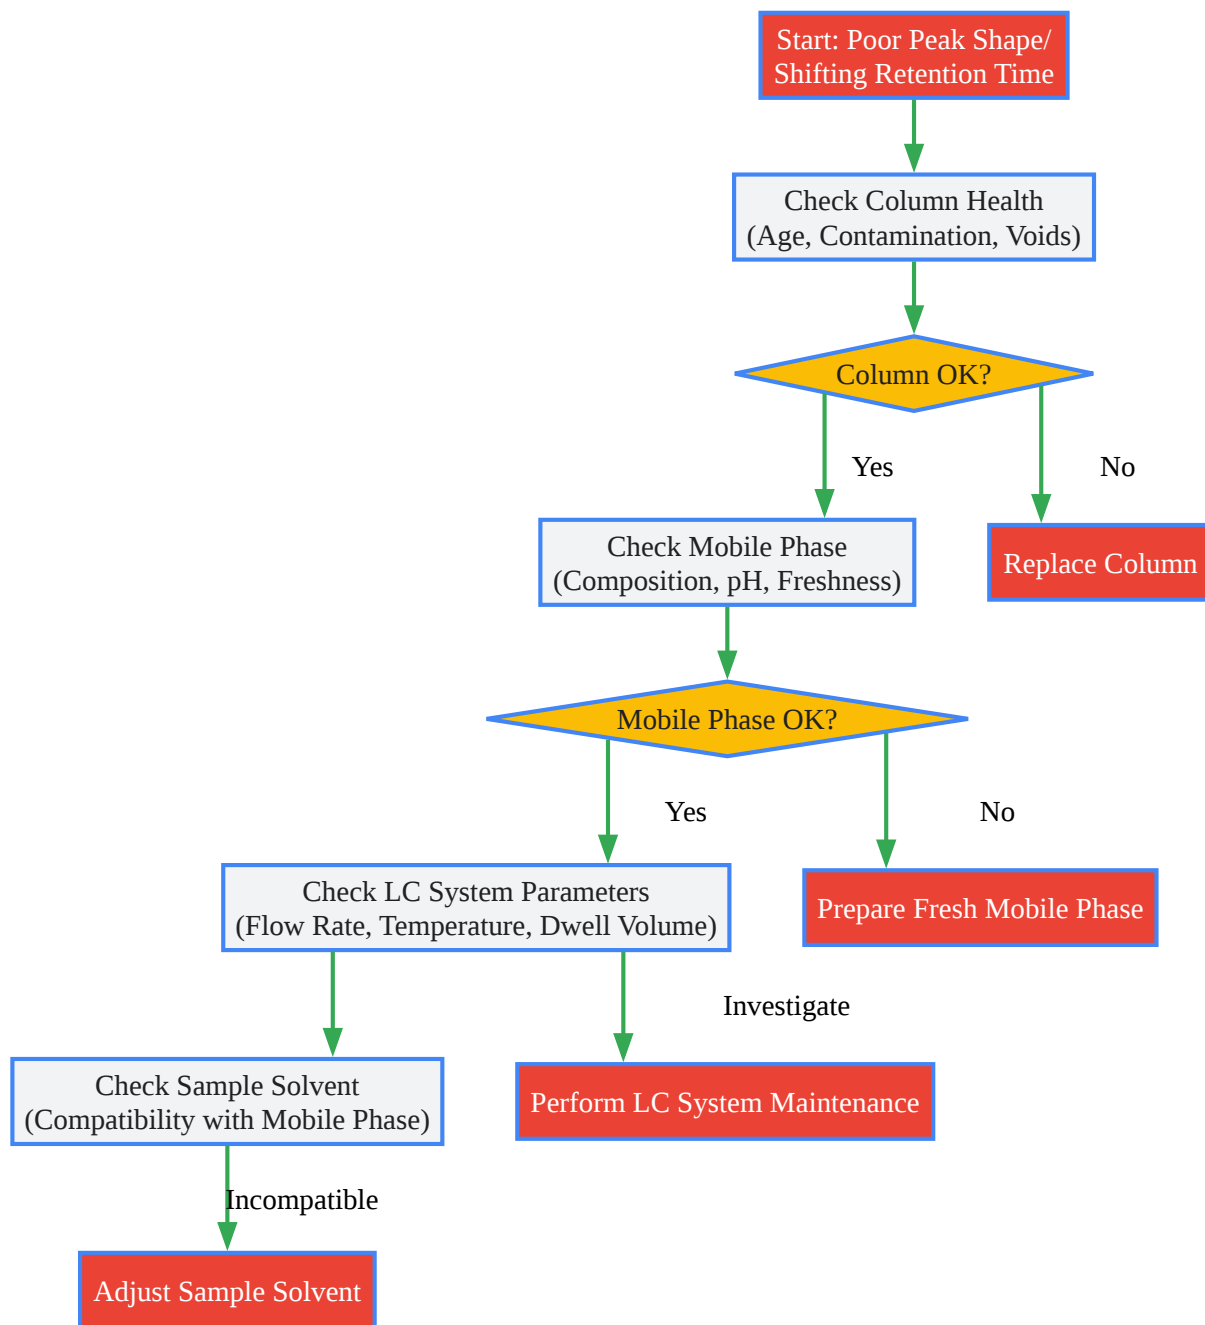 Start: Poor Peak Shape/
Shifting Retention Time
Check Column Health
(Age, Contamination, Voids)
Column OK?
Yes
No
Check Mobile Phase
(Composition, pH, Freshness)
Replace Column
Mobile Phase OK?
Yes
No
Check LC System Parameters
(Flow Rate, Temperature, Dwell Volume)
Prepare Fresh Mobile Phase
Investigate
Check Sample Solvent
(Compatibility with Mobile Phase)
Perform LC System Maintenance
Incompatible
Adjust Sample Solvent